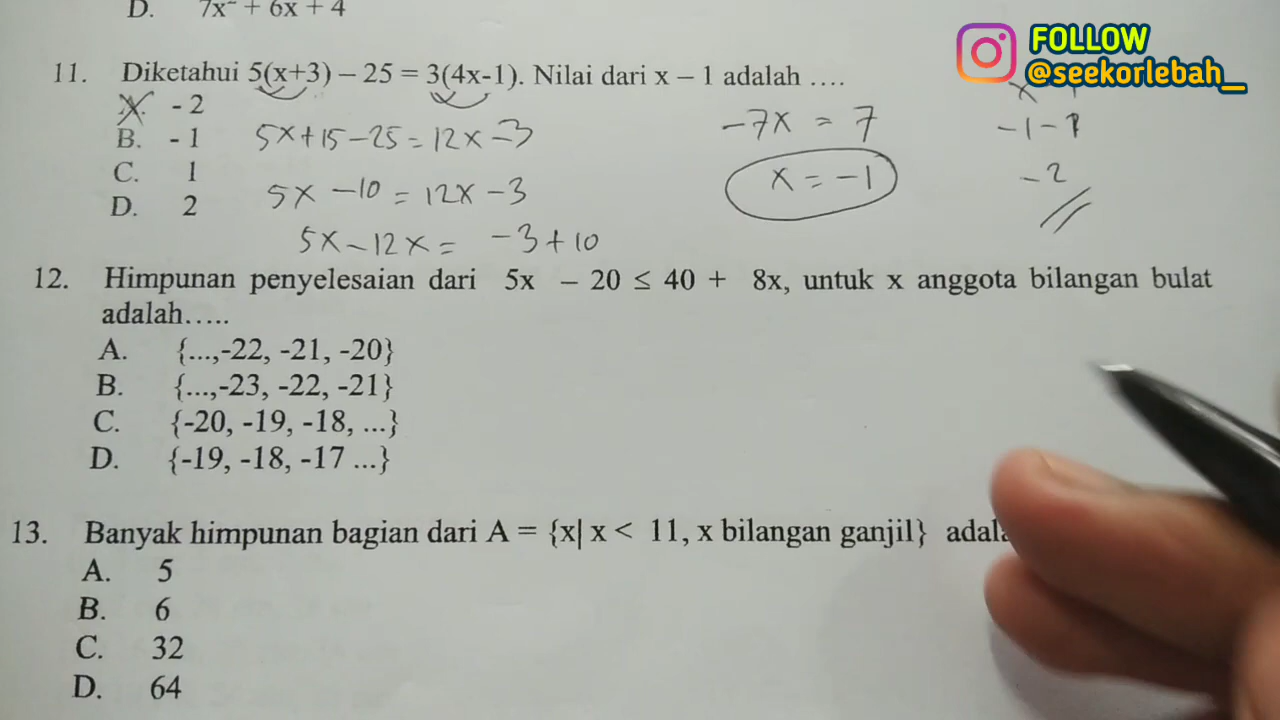 D. 7x² + 6x + 4
FOLLOW
@seekorlebah_
11. Diketahui 5(x+3) – 25 = 3(4x-1). Nilai dari x – 1 adalah ….
A. - 2
B. - 1
C. 1
D. 2
5x+15-25 = 12x-3
5x -10 = 12x -3
5x -12x = -3+10
-7x = 7
x = -1
-1-1
-2
12. Himpunan penyelesaian dari 5x – 20 ≤ 40 + 8x, untuk x anggota bilangan bulat
adalah…..
A. {...,-22, -21, -20}
B. {...,-23, -22, -21}
C. {-20, -19, -18, ...}
D. {-19, -18, -17 ...}
13. Banyak himpunan bagian dari A = {x| x < 11, x bilangan ganjil}
A. 5
B. 6
C. 32
D. 64